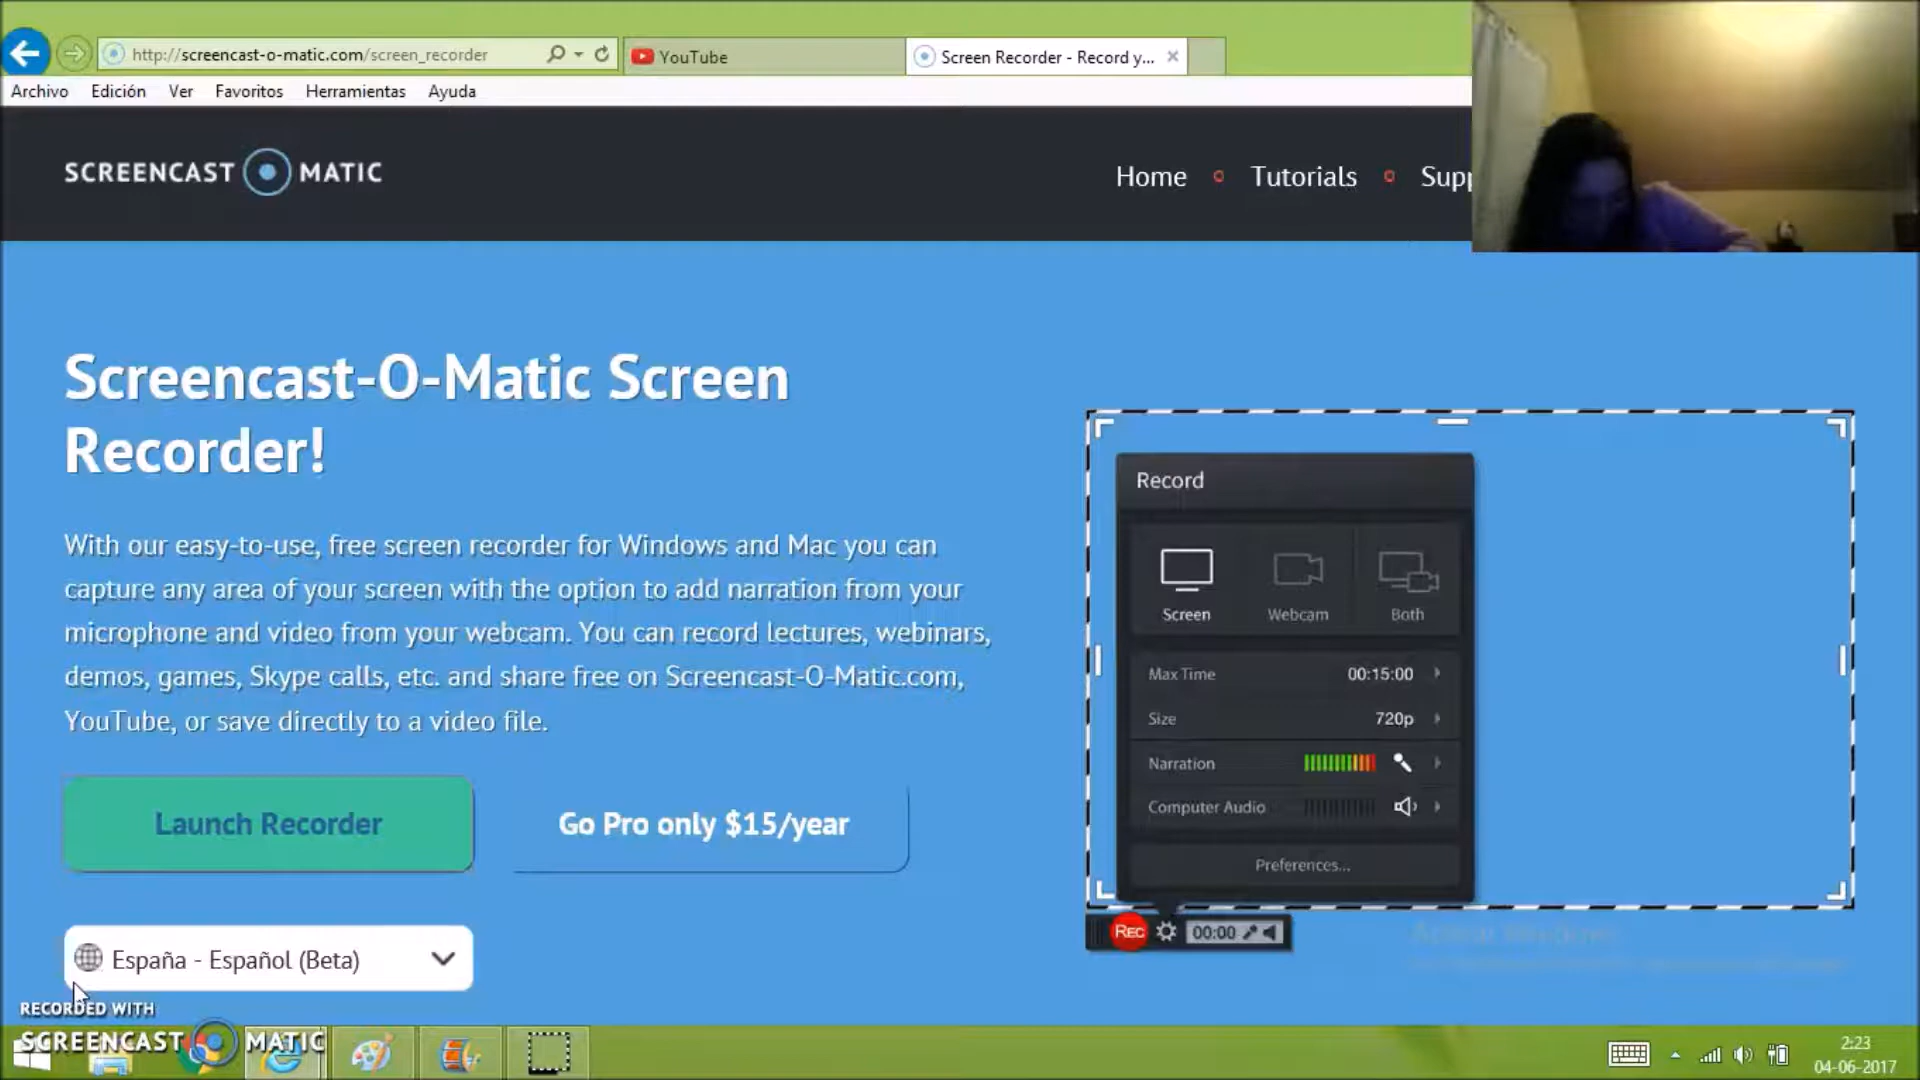 http://screencast-o-matic.com/screen_recorder
YouTube
Screen Recorder - Record y...
Archivo Edición Ver Favoritos Herramientas Ayuda
SCREENCAST MATIC
Home Tutorials Supp
Screencast-O-Matic Screen
Recorder!
With our easy-to-use, free screen recorder for Windows and Mac you can
capture any area of your screen with the option to add narration from your
microphone and video from your webcam. You can record lectures, webinars,
demos, games, Skype calls, etc. and share free on Screencast-O-Matic.com,
YouTube, or save directly to a video file.
Launch Recorder
Go Pro only $15/year
España - Español (Beta)
Record
Screen Webcam Both
Max Time 00:15:00
Size 720p
Narration
Computer Audio
Preferences...
REC 00:00
RECORDED WITH
SCREENCAST MATIC
2:23
04-06-2017